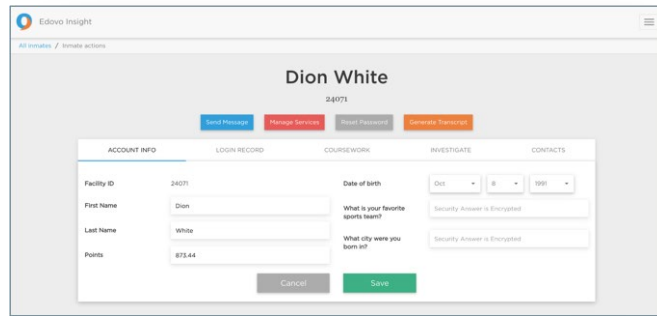 Edovo Insight
All Inmates / Inmate actions
Dion White
24071
Send Message Manage Services Reset Password Generate Transcript
ACCOUNT INFO LOGIN RECORD COURSEWORK INVESTIGATE CONTACTS
Facility ID 24071 Date of birth Oct 8 1991
First Name Dion What is your favorite sports team? Security Answer is Encrypted
Last Name White What city were you born in? Security Answer is Encrypted
Points 873.44
Cancel Save